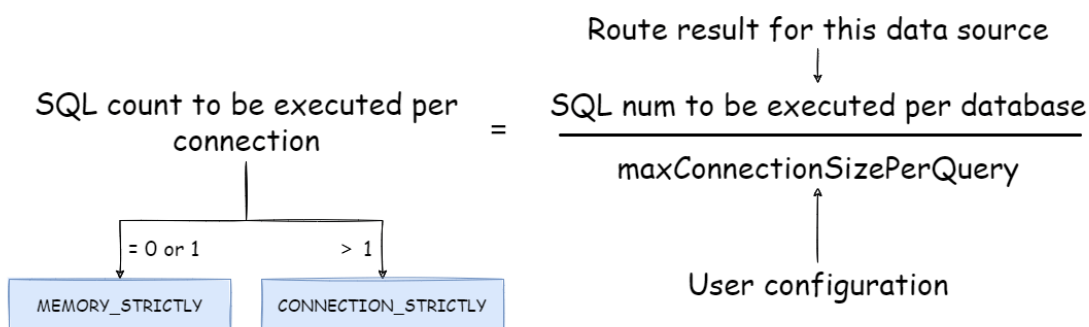 Route result for this data source
SQL count to be executed per
connection
=
SQL num to be executed per database
maxConnectionSizePerQuery
= 0 or 1
> 1
MEMORY_STRICTLY
CONNECTION_STRICTLY
User configuration